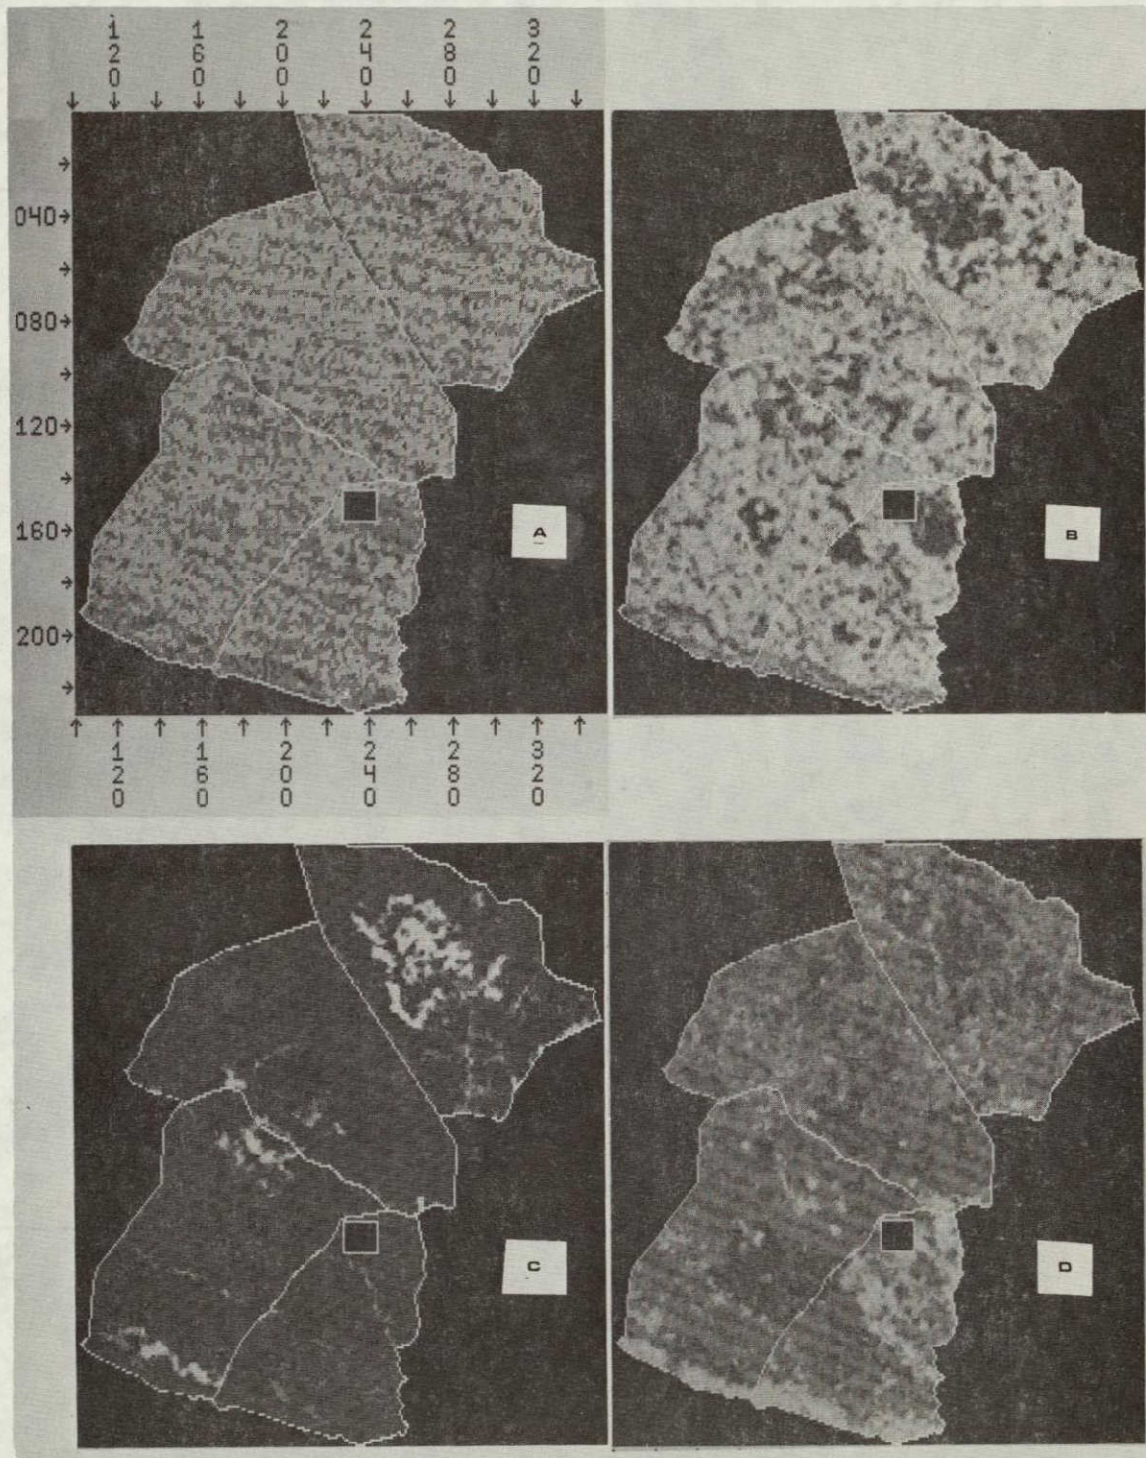 120 160 200 240 280 320
↓ ↓ ↓ ↓ ↓ ↓ ↓ ↓ ↓ ↓ ↓ ↓ ↓
→
040→
→
080→
→
120→
→
160→
→
200→
→
A
B
↑ ↑ ↑ ↑ ↑ ↑ ↑ ↑ ↑ ↑ ↑ ↑ ↑
120 160 200 240 280 320
C
D